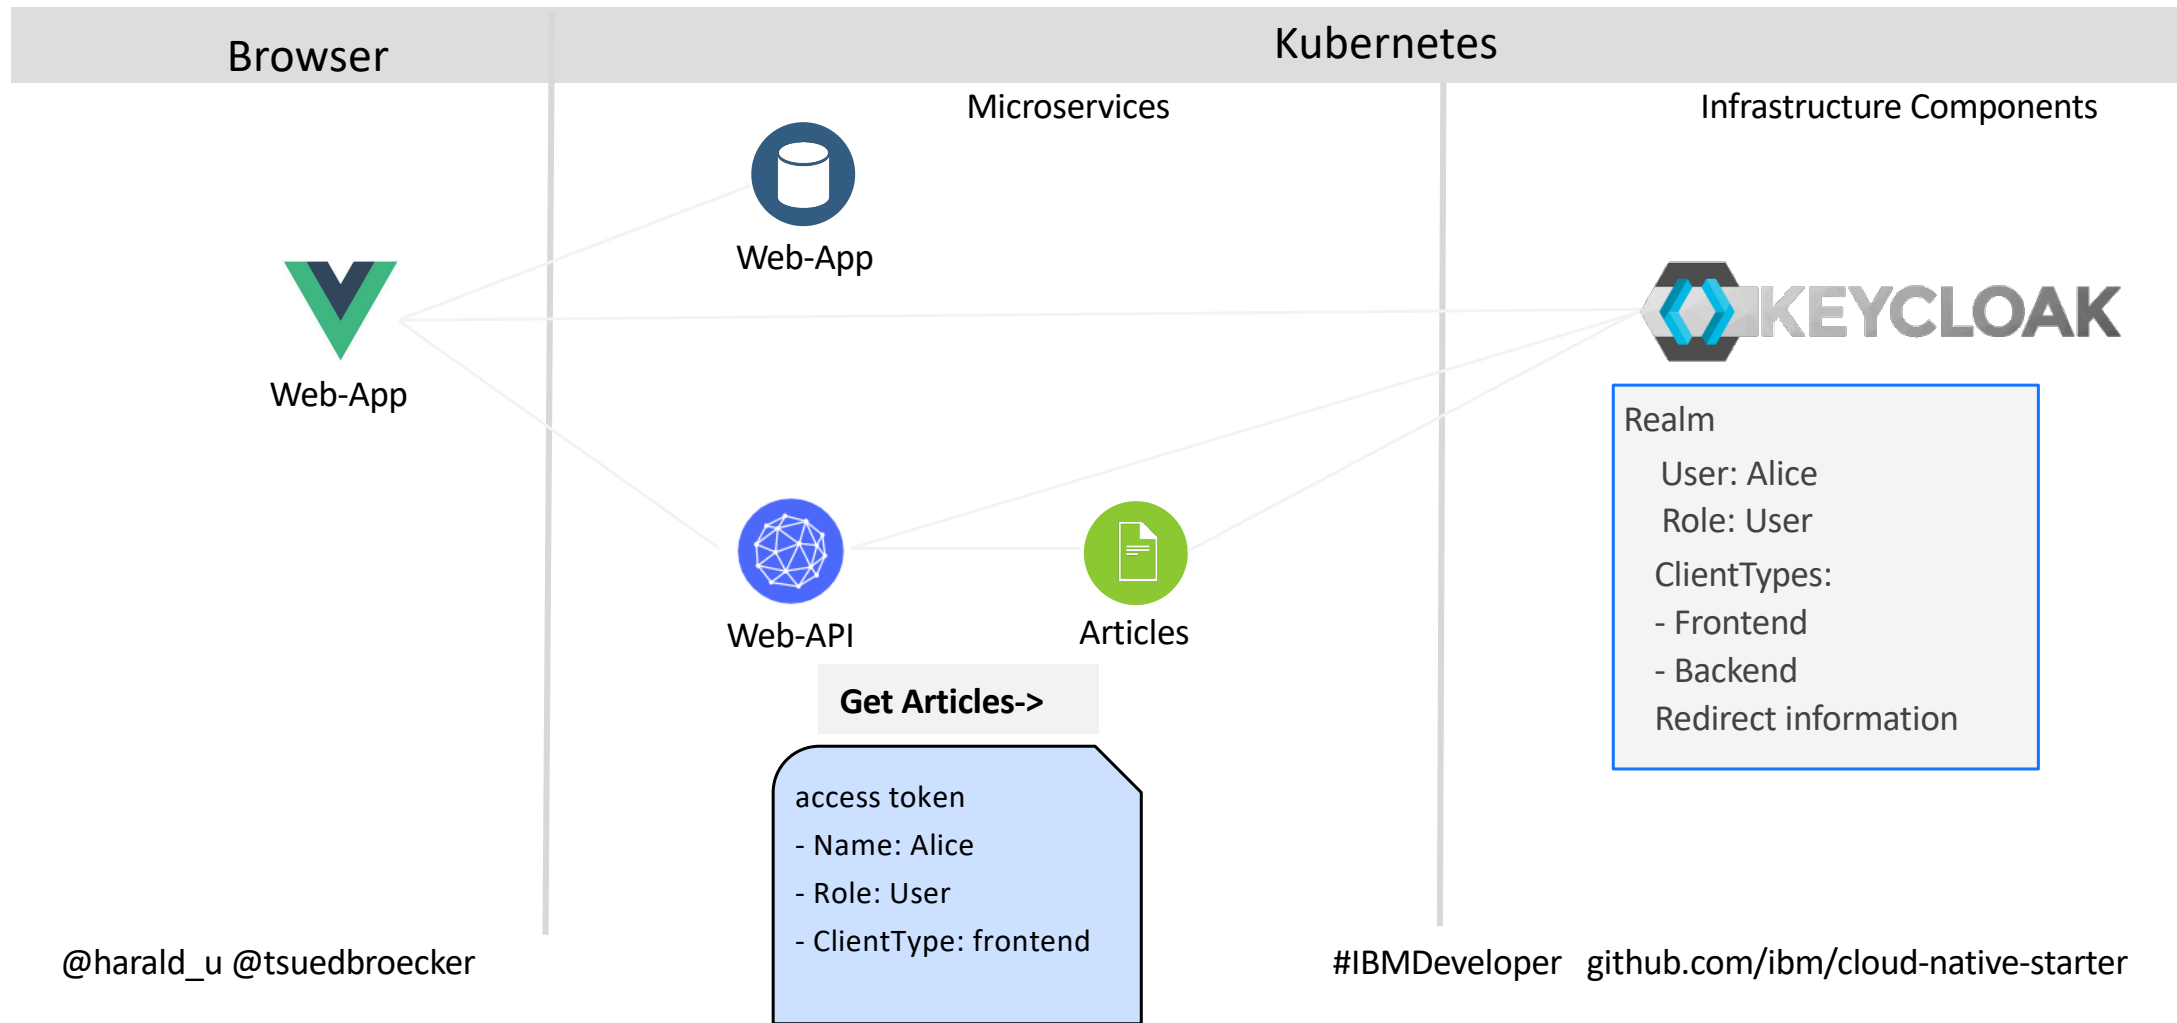 Browser
Kubernetes
Microservices
Infrastructure Components
Web-App
Web-App
KEYCLOAK
Web-API
Articles
Get Articles->
access token
- Name: Alice
- Role: User
- ClientType: frontend
Realm
User: Alice
Role: User
ClientTypes:
- Frontend
- Backend
Redirect information
@harald_u @tsuedbroecker
#IBMDeveloper github.com/ibm/cloud-native-starter